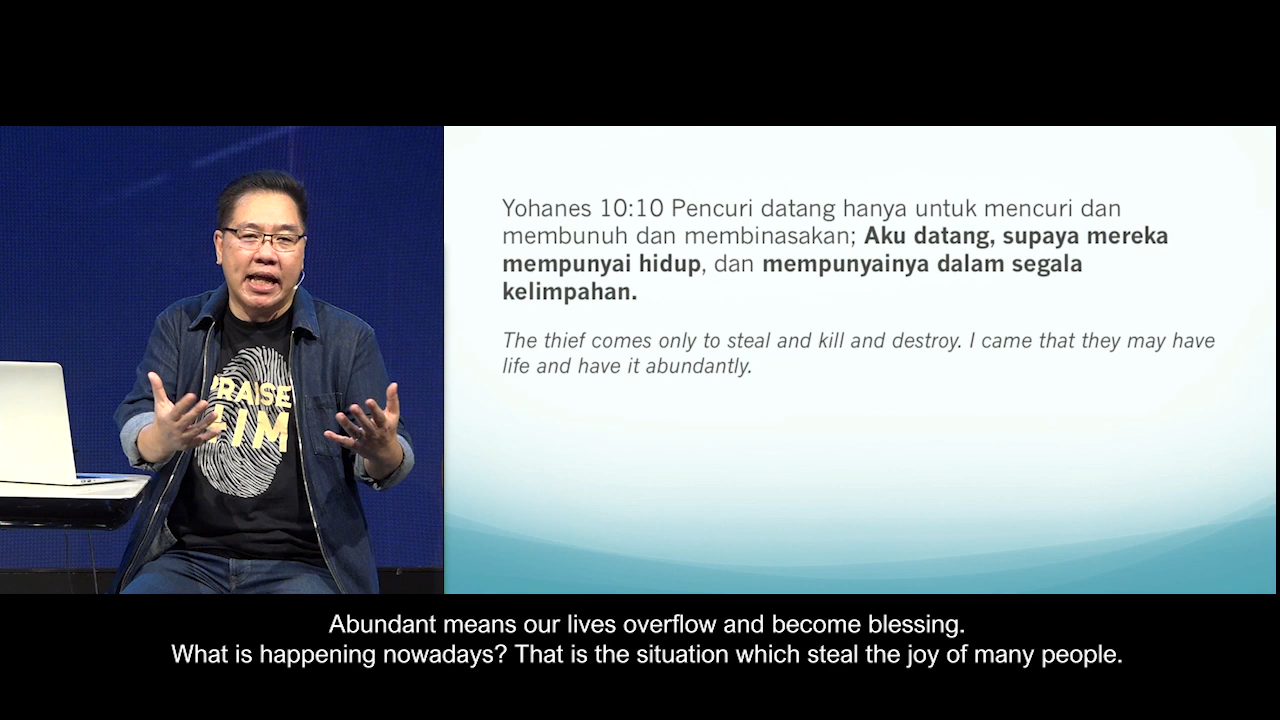 Yohanes 10:10 Pencuri datang hanya untuk mencuri dan
membunuh dan membinasakan; Aku datang, supaya mereka
mempunyai hidup, dan mempunyainya dalam segala
kelimpahan.
The thief comes only to steal and kill and destroy. I came that they may have
life and have it abundantly.
PRAISE
HIM
Abundant means our lives overflow and become blessing.
What is happening nowadays? That is the situation which steal the joy of many people.